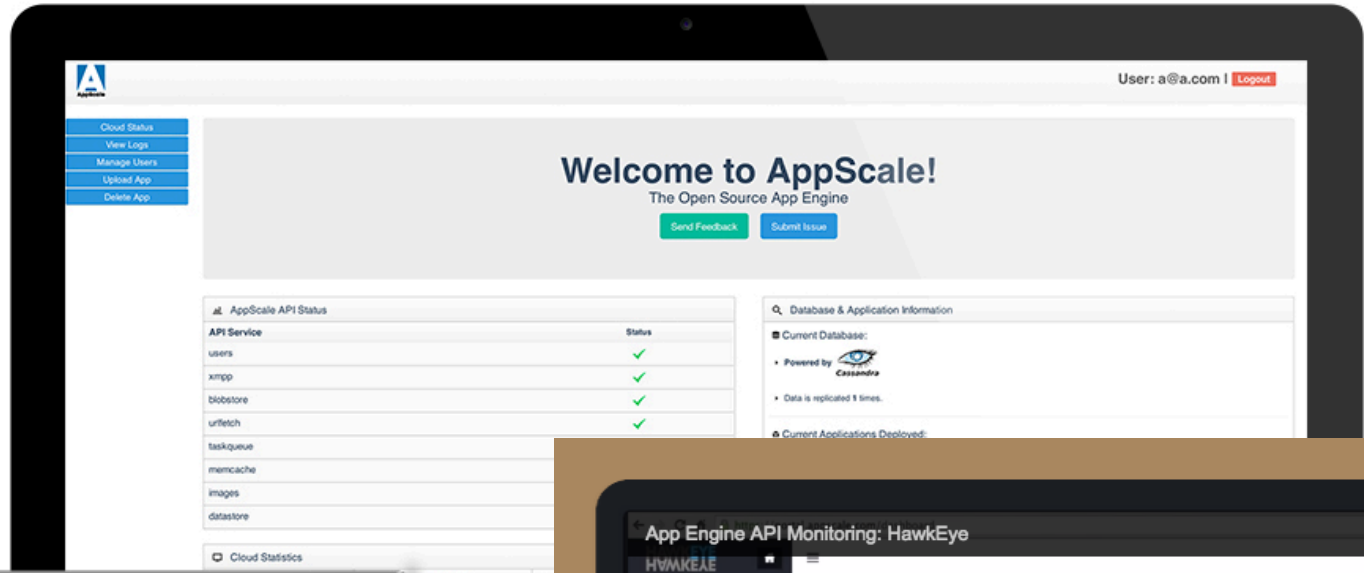 AppScale
User: a@a.com | Logout
Cloud Status
View Logs
Manage Users
Upload App
Delete App
Welcome to AppScale!
The Open Source App Engine
Send Feedback
Submit Issue
AppScale API Status
API Service Status
users
xmpp
blobstore
urlfetch
taskqueue
memcache
images
datastore
Cloud Statistics
Database & Application Information
Current Database:
Powered by Cassandra
Data is replicated 1 times.
Current Applications Deployed:
App Engine API Monitoring: HawkEye
HAWKEYE